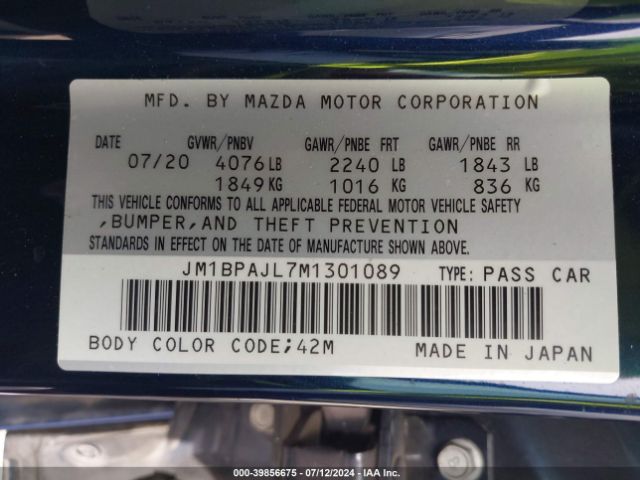 MFD. BY MAZDA MOTOR CORPORATION
DATE GVWR/PNBV GAWR/PNBE FRT GAWR/PNBE RR
07/20 4076 LB 2240 LB 1843 LB
1849 KG 1016 KG 836 KG
THIS VEHICLE CONFORMS TO ALL APPLICABLE FEDERAL MOTOR VEHICLE SAFETY
,BUMPER,AND THEFT PREVENTION
STANDARDS IN EFFECT ON THE DATE OF MANUFACTURE SHOWN ABOVE.
JM1BPAJL7M1301089 TYPE: PASS CAR
BODY COLOR CODE;42M MADE IN JAPAN
000-39856675 - 07/12/2024 - IAA Inc.